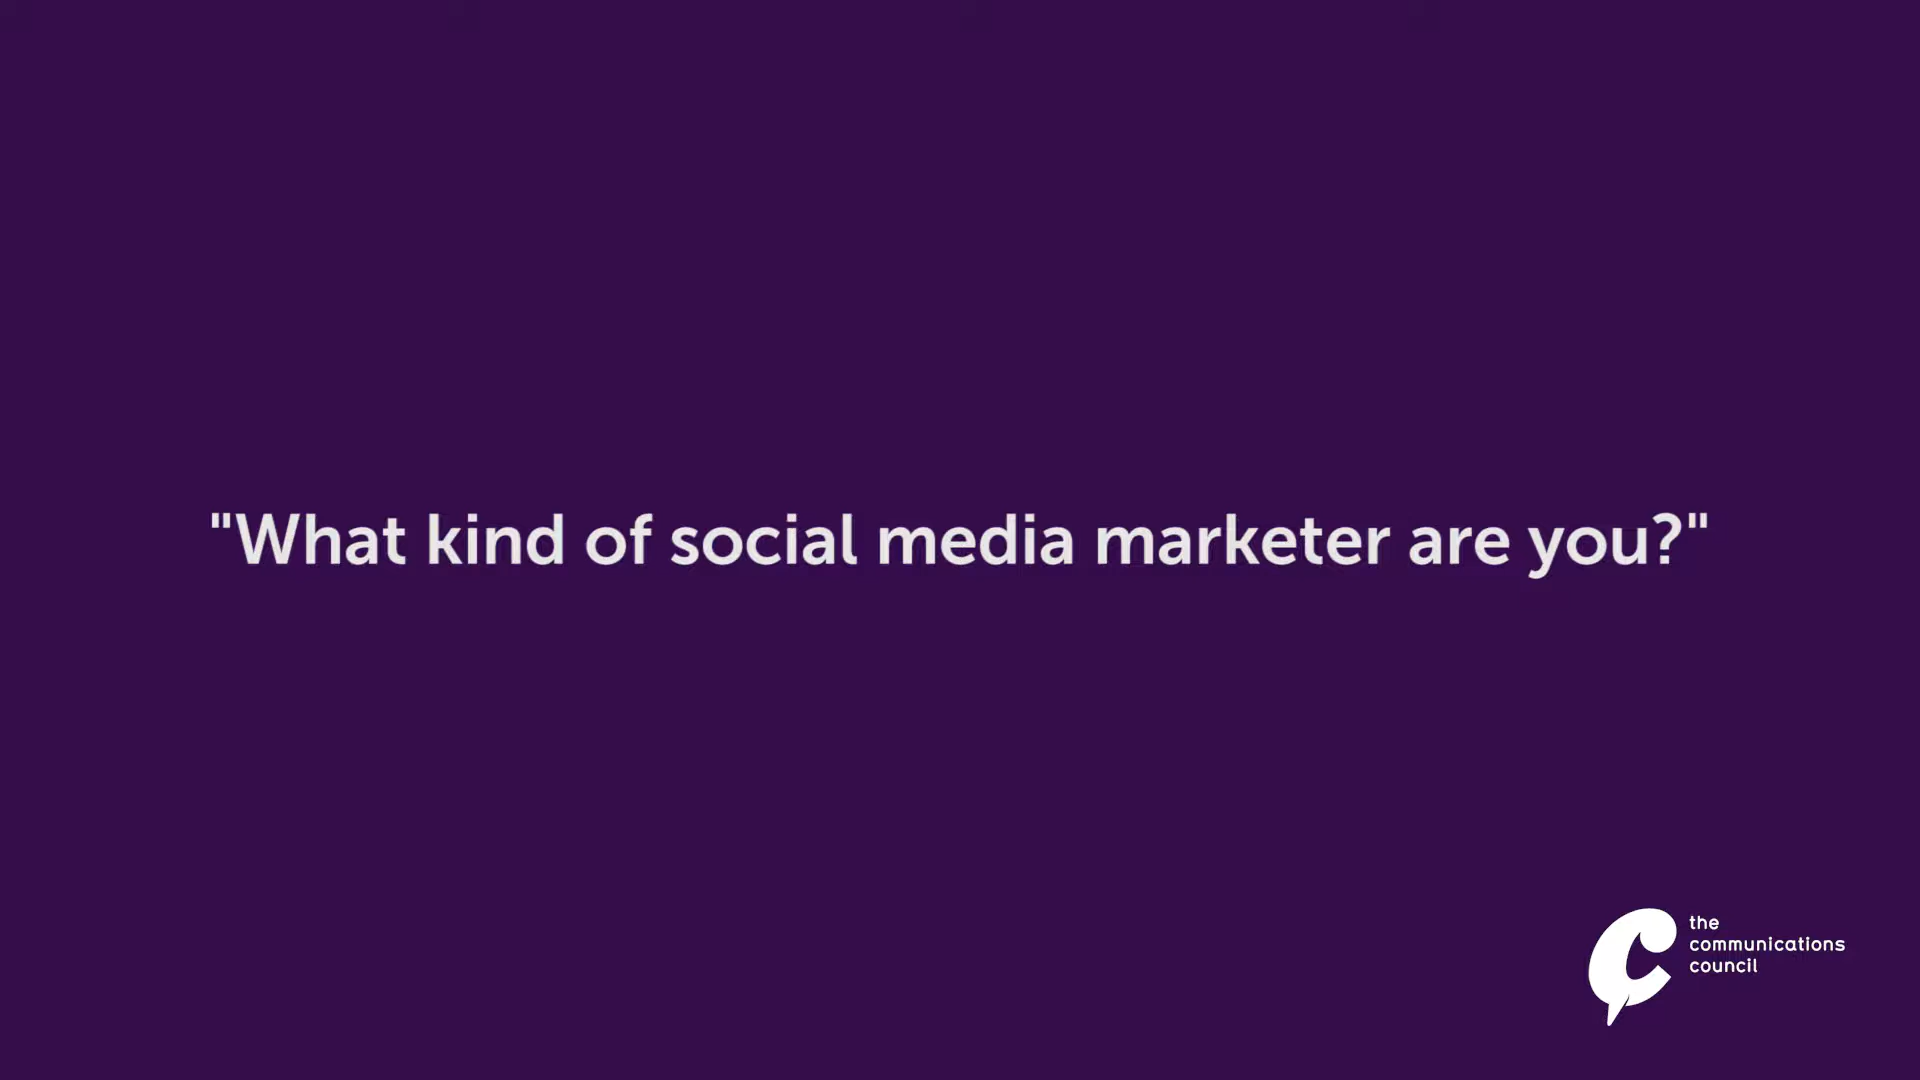 "What kind of social media marketer are you?"
the
communications
council